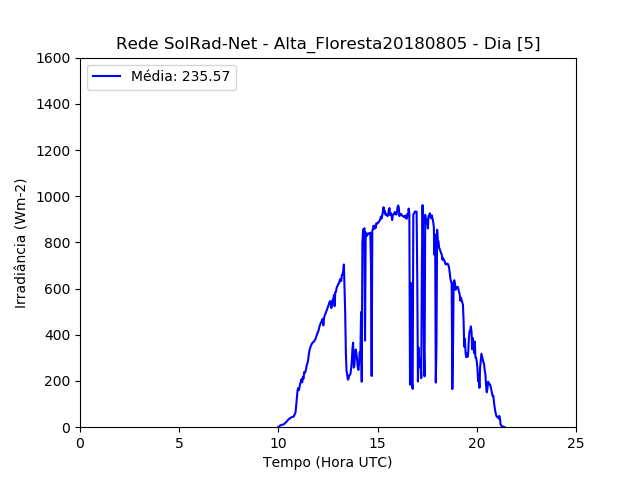 Rede SolRad-Net - Alta_Floresta20180805 - Dia [5]
Média: 235.57
Irradiância (Wm-2)
1600
1400
1200
1000
800
600
400
200
0
0 5 10 15 20 25
Tempo (Hora UTC)